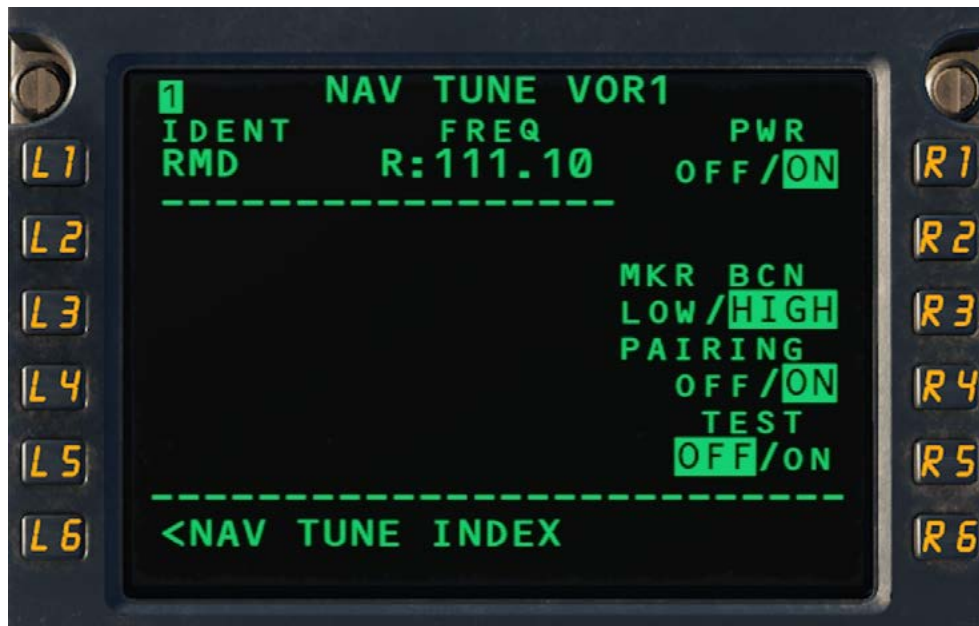 1 NAV TUNE VOR1
IDENT FREQ PWR
L1 RMD R:111.10 OFF/ON R1
L2 R2
MKR BCN
L3 LOW/HIGH R3
PAIRING
L4 OFF/ON R4
TEST
L5 OFF/ON R5
L6 <NAV TUNE INDEX R6